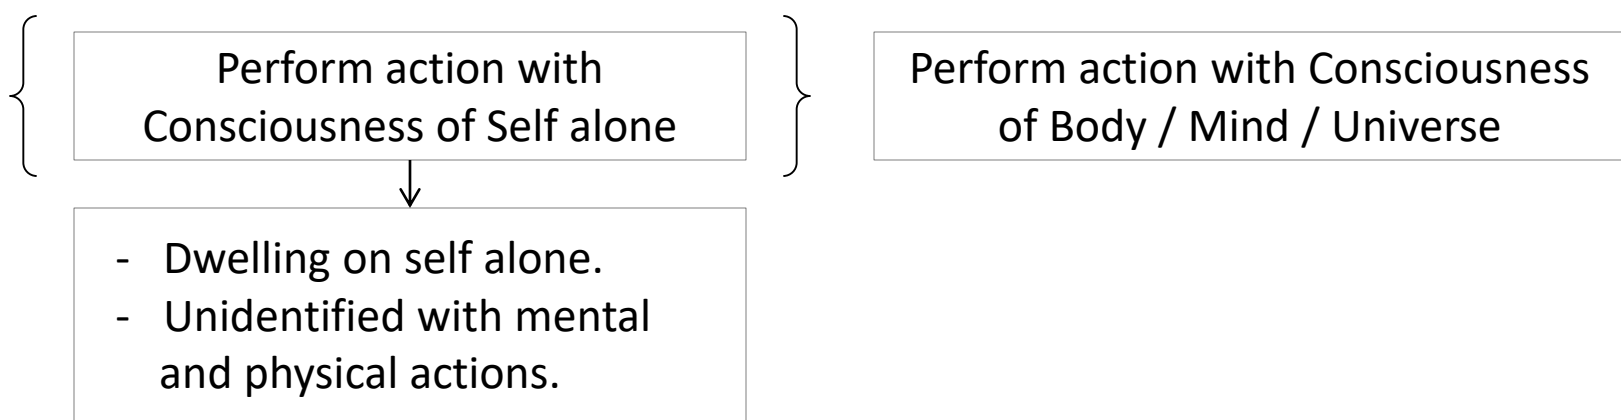 Perform action with
Consciousness of Self alone
Perform action with Consciousness
of Body / Mind / Universe
- Dwelling on self alone.
- Unidentified with mental
and physical actions.